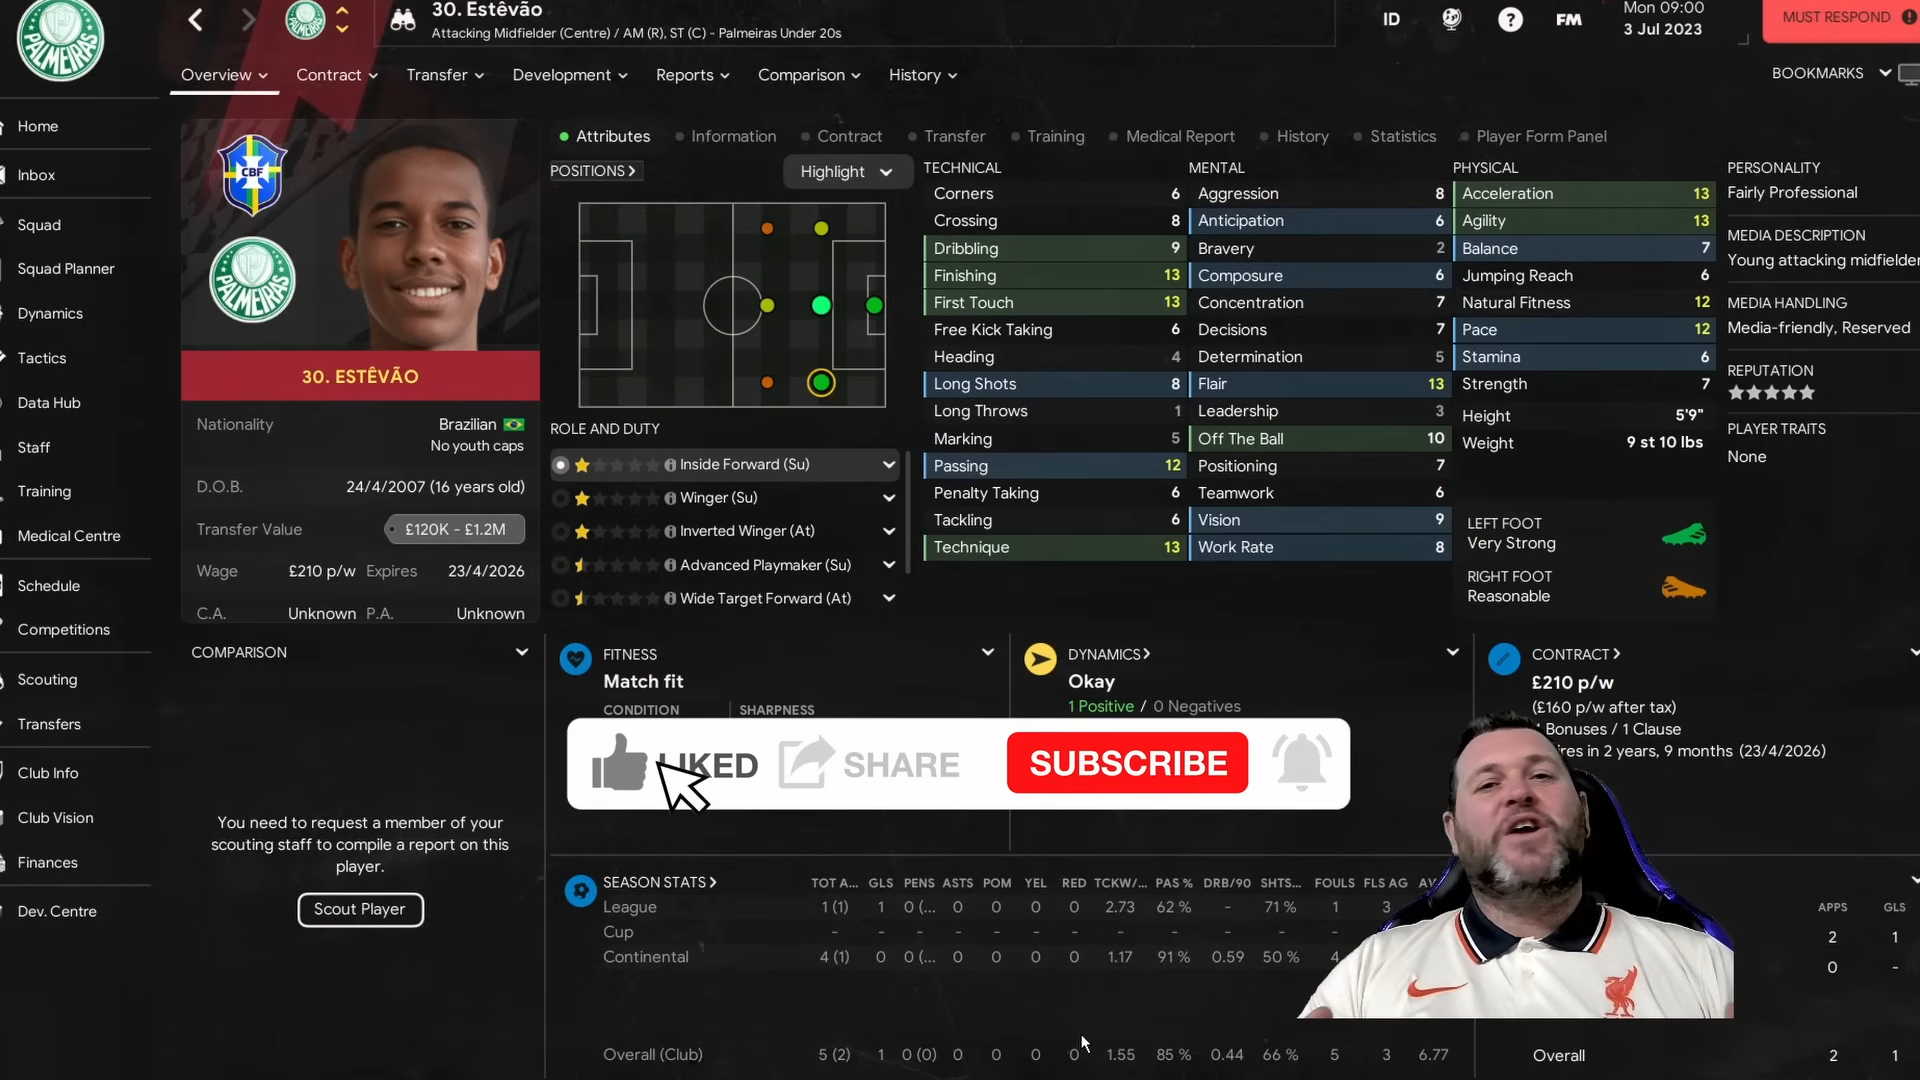 PALMEIRAS
30. Estêvão
Attacking Midfielder (Centre) / AM (R), ST (C) - Palmeiras Under 20s
ID
?
FM
Mon 09:00
3 Jul 2023
MUST RESPOND
Overview
Contract
Transfer
Development
Reports
Comparison
History
BOOKMARKS
Home
Inbox
Squad
Squad Planner
Dynamics
Tactics
Data Hub
Staff
Training
Medical Centre
Schedule
Competitions
Scouting
Transfers
Club Info
Club Vision
Finances
Dev. Centre
CBF
PALMEIRAS
30. ESTÊVÃO
Nationality Brazilian
No youth caps
D.O.B. 24/4/2007 (16 years old)
Transfer Value £120K - £1.2M
Wage £210 p/w Expires 23/4/2026
C.A. Unknown P.A. Unknown
Attributes Information Contract Transfer Training Medical Report History Statistics Player Form Panel
POSITIONS >
Highlight
ROLE AND DUTY
Inside Forward (Su)
Winger (Su)
Inverted Winger (At)
Advanced Playmaker (Su)
Wide Target Forward (At)
TECHNICAL
Corners 6
Crossing 8
Dribbling 9
Finishing 13
First Touch 13
Free Kick Taking 6
Heading 4
Long Shots 8
Long Throws 1
Marking 5
Passing 12
Penalty Taking 6
Tackling 6
Technique 13
MENTAL
Aggression 8
Anticipation 6
Bravery 2
Composure 6
Concentration 7
Decisions 7
Determination 5
Flair 13
Leadership 3
Off The Ball 10
Positioning 7
Teamwork 6
Vision 9
Work Rate 8
PHYSICAL
Acceleration 13
Agility 13
Balance 7
Jumping Reach 6
Natural Fitness 12
Pace 12
Stamina 6
Strength 7
Height 5'9"
Weight 9 st 10 lbs
LEFT FOOT
Very Strong
RIGHT FOOT
Reasonable
PERSONALITY
Fairly Professional
MEDIA DESCRIPTION
Young attacking midfielder
MEDIA HANDLING
Media-friendly, Reserved
REPUTATION
PLAYER TRAITS
None
COMPARISON
You need to request a member of your
scouting staff to compile a report on this
player.
Scout Player
FITNESS
Match fit
CONDITION SHARPNESS
DYNAMICS >
Okay
1 Positive / 0 Negatives
CONTRACT >
£210 p/w
(£160 p/w after tax)
Bonuses / 1 Clause
in 2 years, 9 months (23/4/2026)
LIKED SHARE SUBSCRIBE
SEASON STATS > TOT A... GLS PENS ASTS POM YEL RED TCKW/... PAS % DRB/90 SHTS... FOULS FLS AG AV
League 1 (1) 1 0 (... 0 0 0 0 2.73 62 % - 71 % 1 3
Cup - - - - - - - - - - - -
Continental 4 (1) 0 0 (... 0 0 0 0 1.17 91 % 0.59 50 % 4
Overall (Club) 5 (2) 1 0 (0) 0 0 0 0 1.55 85 % 0.44 66 % 5 3 6.77
APPS GLS
2 1
0 -
Overall 2 1